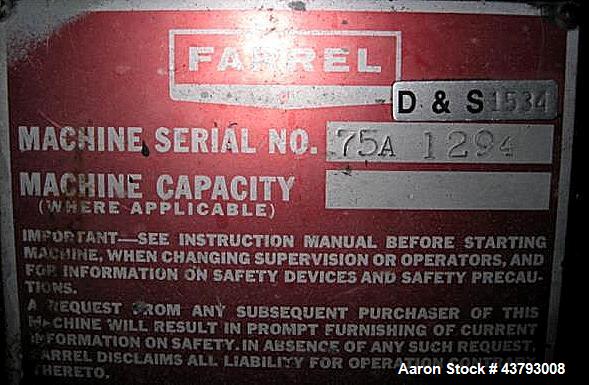 FARREL
D & S 1534
MACHINE SERIAL NO. 75A 1294
MACHINE CAPACITY
(WHERE APPLICABLE)
IMPORTANT—SEE INSTRUCTION MANUAL BEFORE STARTING
MACHINE, WHEN CHANGING SUPERVISION OR OPERATORS, AND
FOR INFORMATION ON SAFETY DEVICES AND SAFETY PRECAU-
TIONS.
A REQUEST FROM ANY SUBSEQUENT PURCHASER OF THIS
MACHINE WILL RESULT IN PROMPT FURNISHING OF CURRENT
INFORMATION ON SAFETY. IN ABSENCE OF ANY SUCH REQUEST,
FARREL DISCLAIMS ALL LIABILITY FOR OPERATION CONTRARY
THERETO.
Aaron Stock # 43793008